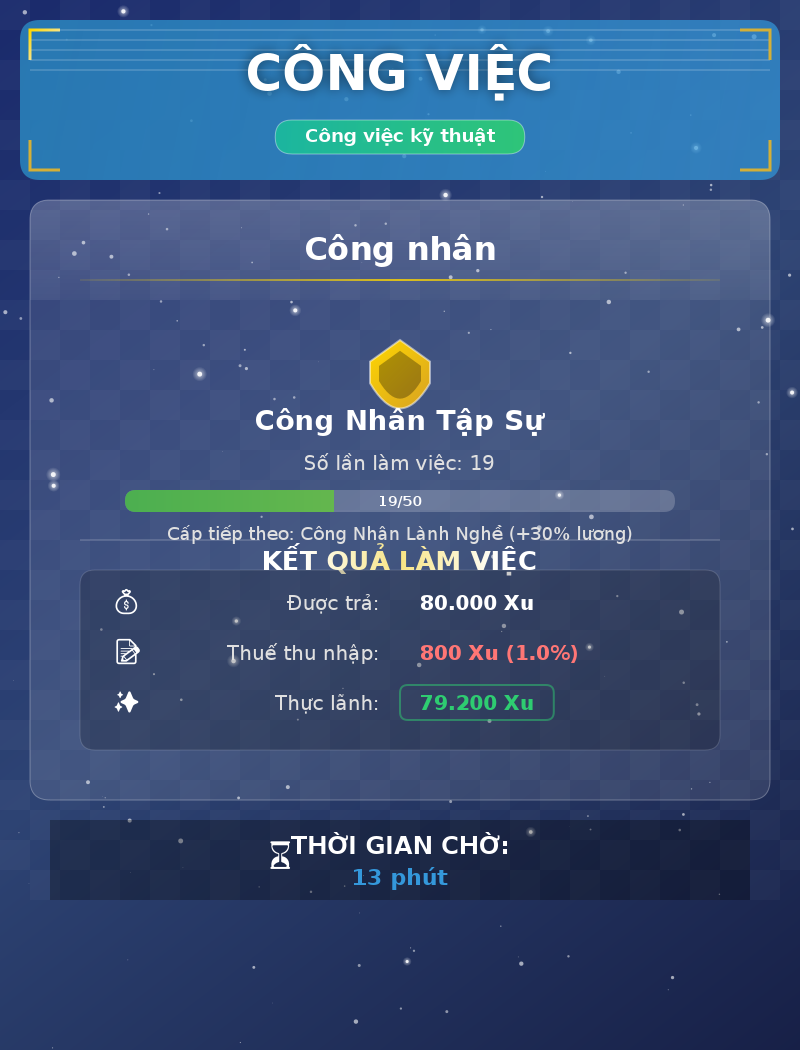 CÔNG VIỆC
Công việc kỹ thuật
Công nhân
Công Nhân Tập Sự
Số lần làm việc: 19
19/50
Cấp tiếp theo: Công Nhân Lành Nghề (+30% lương)
KẾT QUẢ LÀM VIỆC
Được trả: 80.000 Xu
Thuế thu nhập: 800 Xu (1.0%)
Thực lãnh: 79.200 Xu
THỜI GIAN CHỜ:
13 phút